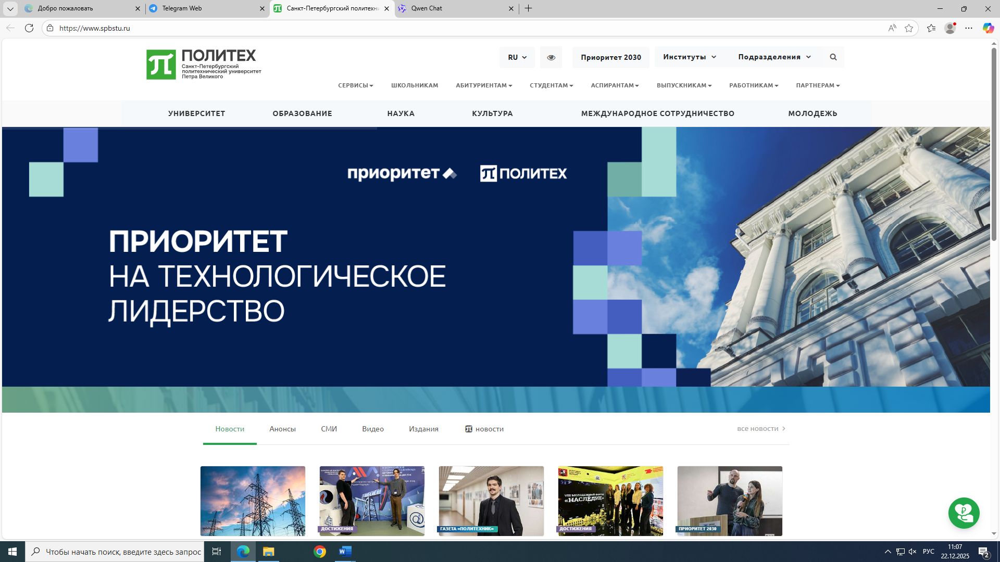 Добро пожаловать
Telegram Web
Санкт-Петербургский политехни
Qwen Chat
https://www.spbstu.ru
ПОЛИТЕХ
Санкт-Петербургский
политехнический университет
Петра Великого
RU
Приоритет 2030
Институты
Подразделения
СЕРВИСЫ
ШКОЛЬНИКАМ
АБИТУРИЕНТАМ
СТУДЕНТАМ
АСПИРАНТАМ
ВЫПУСКНИКАМ
РАБОТНИКАМ
ПАРТНЕРАМ
УНИВЕРСИТЕТ
ОБРАЗОВАНИЕ
НАУКА
КУЛЬТУРА
МЕЖДУНАРОДНОЕ СОТРУДНИЧЕСТВО
МОЛОДЕЖЬ
приоритет
ПОЛИТЕХ
ПРИОРИТЕТ
НА ТЕХНОЛОГИЧЕСКОЕ
ЛИДЕРСТВО
Новости
Анонсы
СМИ
Видео
Издания
новости
все новости
VIII МОЛОДЕЖНЫЙ ФОРУМ
«НАСЛЕДИЕ»
ДОСТИЖЕНИЯ
ГАЗЕТА «ПОЛИТЕХНИК»
ДОСТИЖЕНИЯ
ПРИОРИТЕТ 2030
Чтобы начать поиск, введите здесь запрос
РУС
11:07
22.12.2025
2